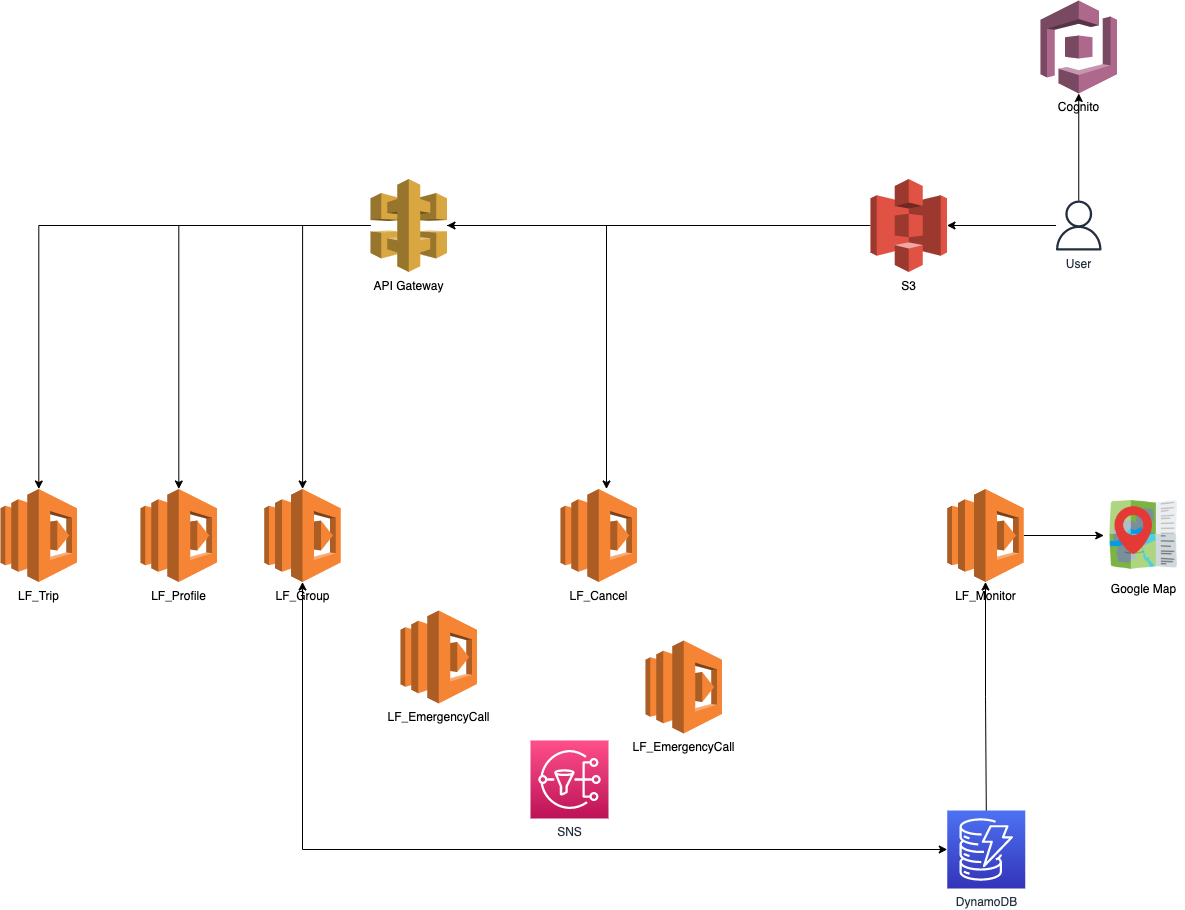 Cognito
User
API Gateway
S3
LF_Trip
LF_Profile
LF_Group
LF_Cancel
LF_Monitor
Google Map
LF_EmergencyCall
LF_EmergencyCall
SNS
DynamoDB